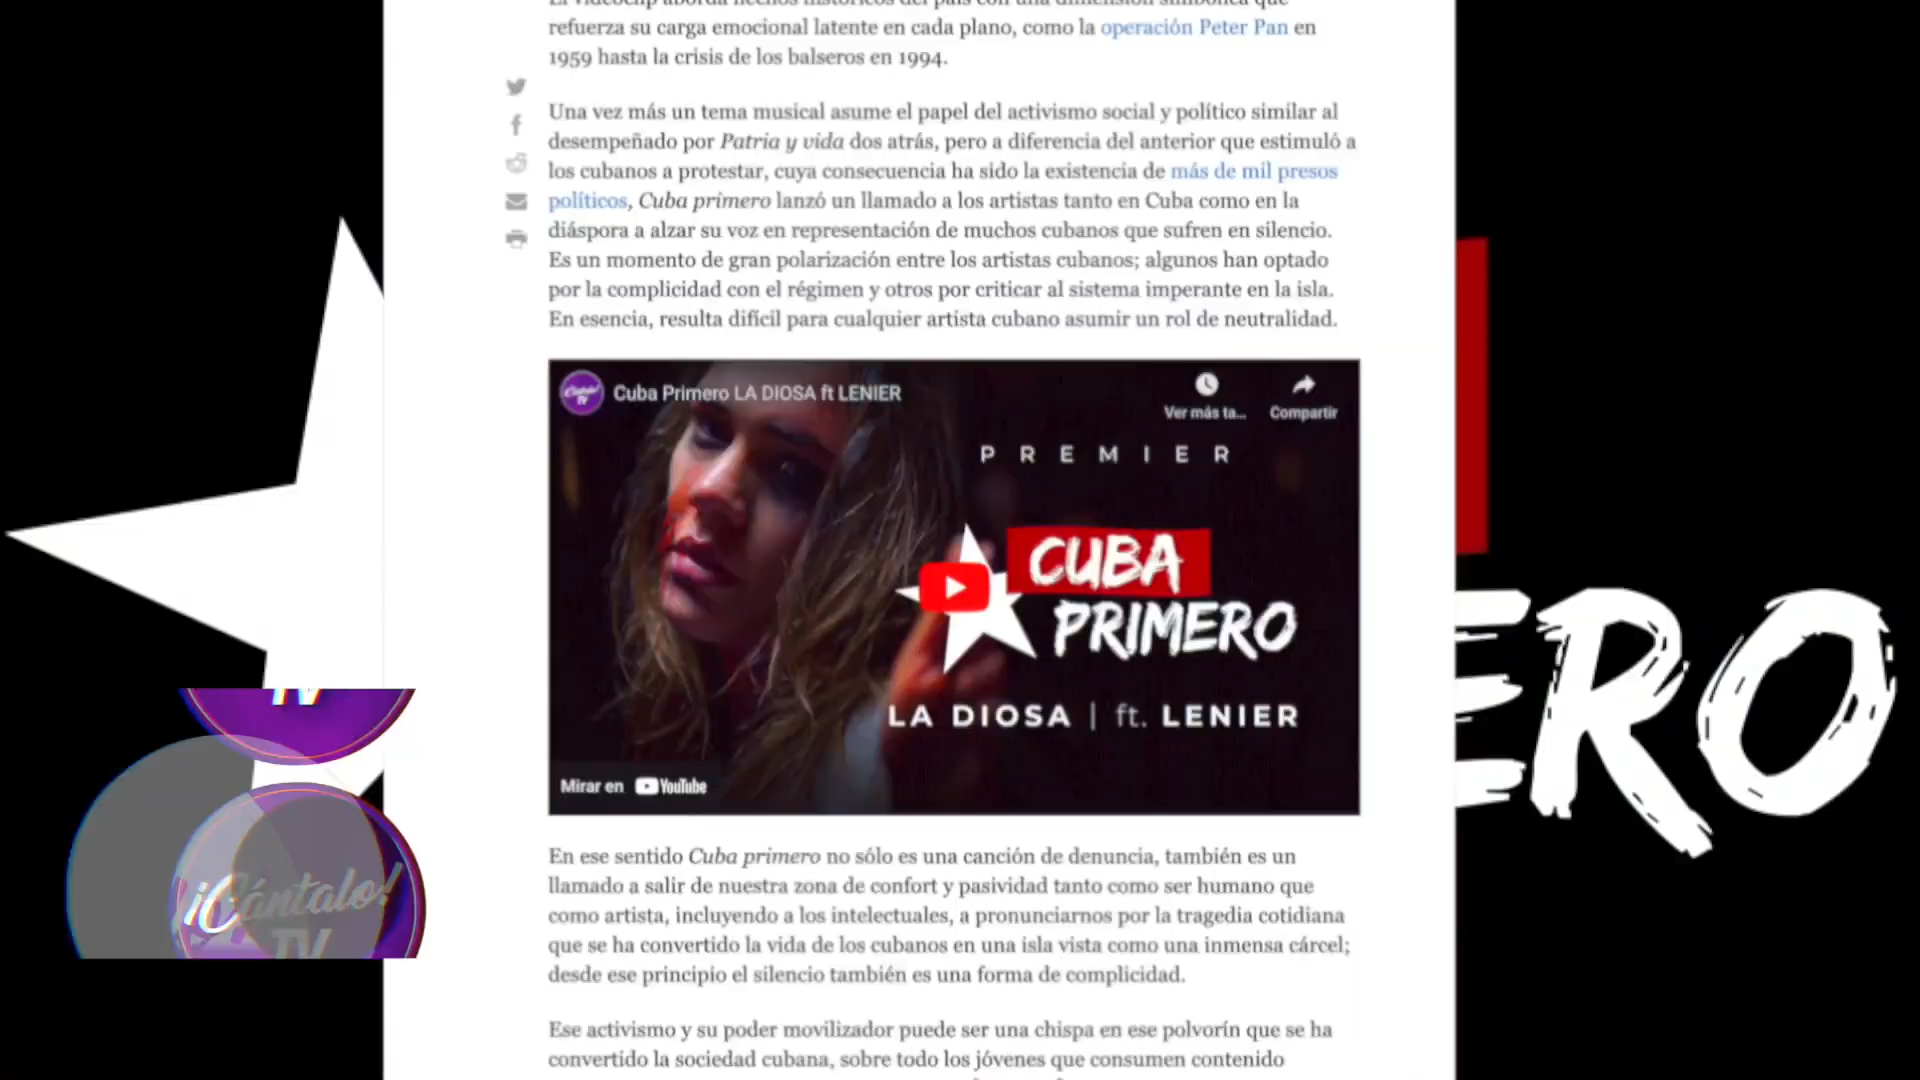 refuerza su carga emocional latente en cada plano, como la operación Peter Pan en
1959 hasta la crisis de los balseros en 1994.
Una vez más un tema musical asume el papel del activismo social y político similar al
desempeñado por Patria y vida dos atrás, pero a diferencia del anterior que estimuló a
los cubanos a protestar, cuya consecuencia ha sido la existencia de más de mil presos
políticos, Cuba primero lanzó un llamado a los artistas tanto en Cuba como en la
diáspora a alzar su voz en representación de muchos cubanos que sufren en silencio.
Es un momento de gran polarización entre los artistas cubanos; algunos han optado
por la complicidad con el régimen y otros por criticar al sistema imperante en la isla.
En esencia, resulta difícil para cualquier artista cubano asumir un rol de neutralidad.
Cuba Primero LA DIOSA ft LENIER
Ver más ta...
Compartir
PREMIER
CUBA
PRIMERO
LA DIOSA | ft. LENIER
Mirar en YouTube
ERO
TV
¡Cántalo!
TV
En ese sentido Cuba primero no sólo es una canción de denuncia, también es un
llamado a salir de nuestra zona de confort y pasividad tanto como ser humano que
como artista, incluyendo a los intelectuales, a pronunciarnos por la tragedia cotidiana
que se ha convertido la vida de los cubanos en una isla vista como una inmensa cárcel;
desde ese principio el silencio también es una forma de complicidad.
Ese activismo y su poder movilizador puede ser una chispa en ese polvorín que se ha
convertido la sociedad cubana, sobre todo los jóvenes que consumen contenido